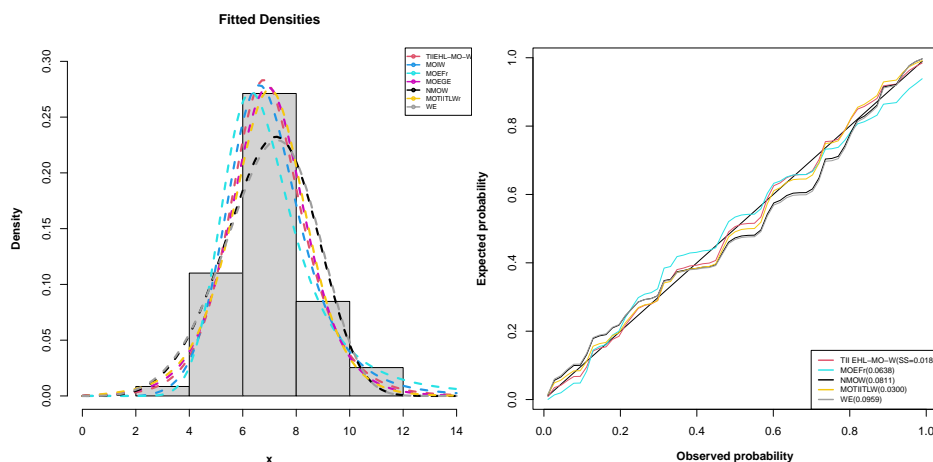 Fitted Densities
TIIEHL-MO-W
MOIW
MOEFr
MOEGE
NMOW
MOTIITLWr
WE
Density
0.00
0.05
0.10
0.15
0.20
0.25
0.30
0
2
4
6
8
10
12
14
x
Expected probability
0.0
0.2
0.4
0.6
0.8
1.0
TII EHL-MO-W(SS=0.018
MOEFr(0.0638)
NMOW(0.0811)
MOTIITLW(0.0300)
WE(0.0959)
0.0
0.2
0.4
0.6
0.8
1.0
Observed probability